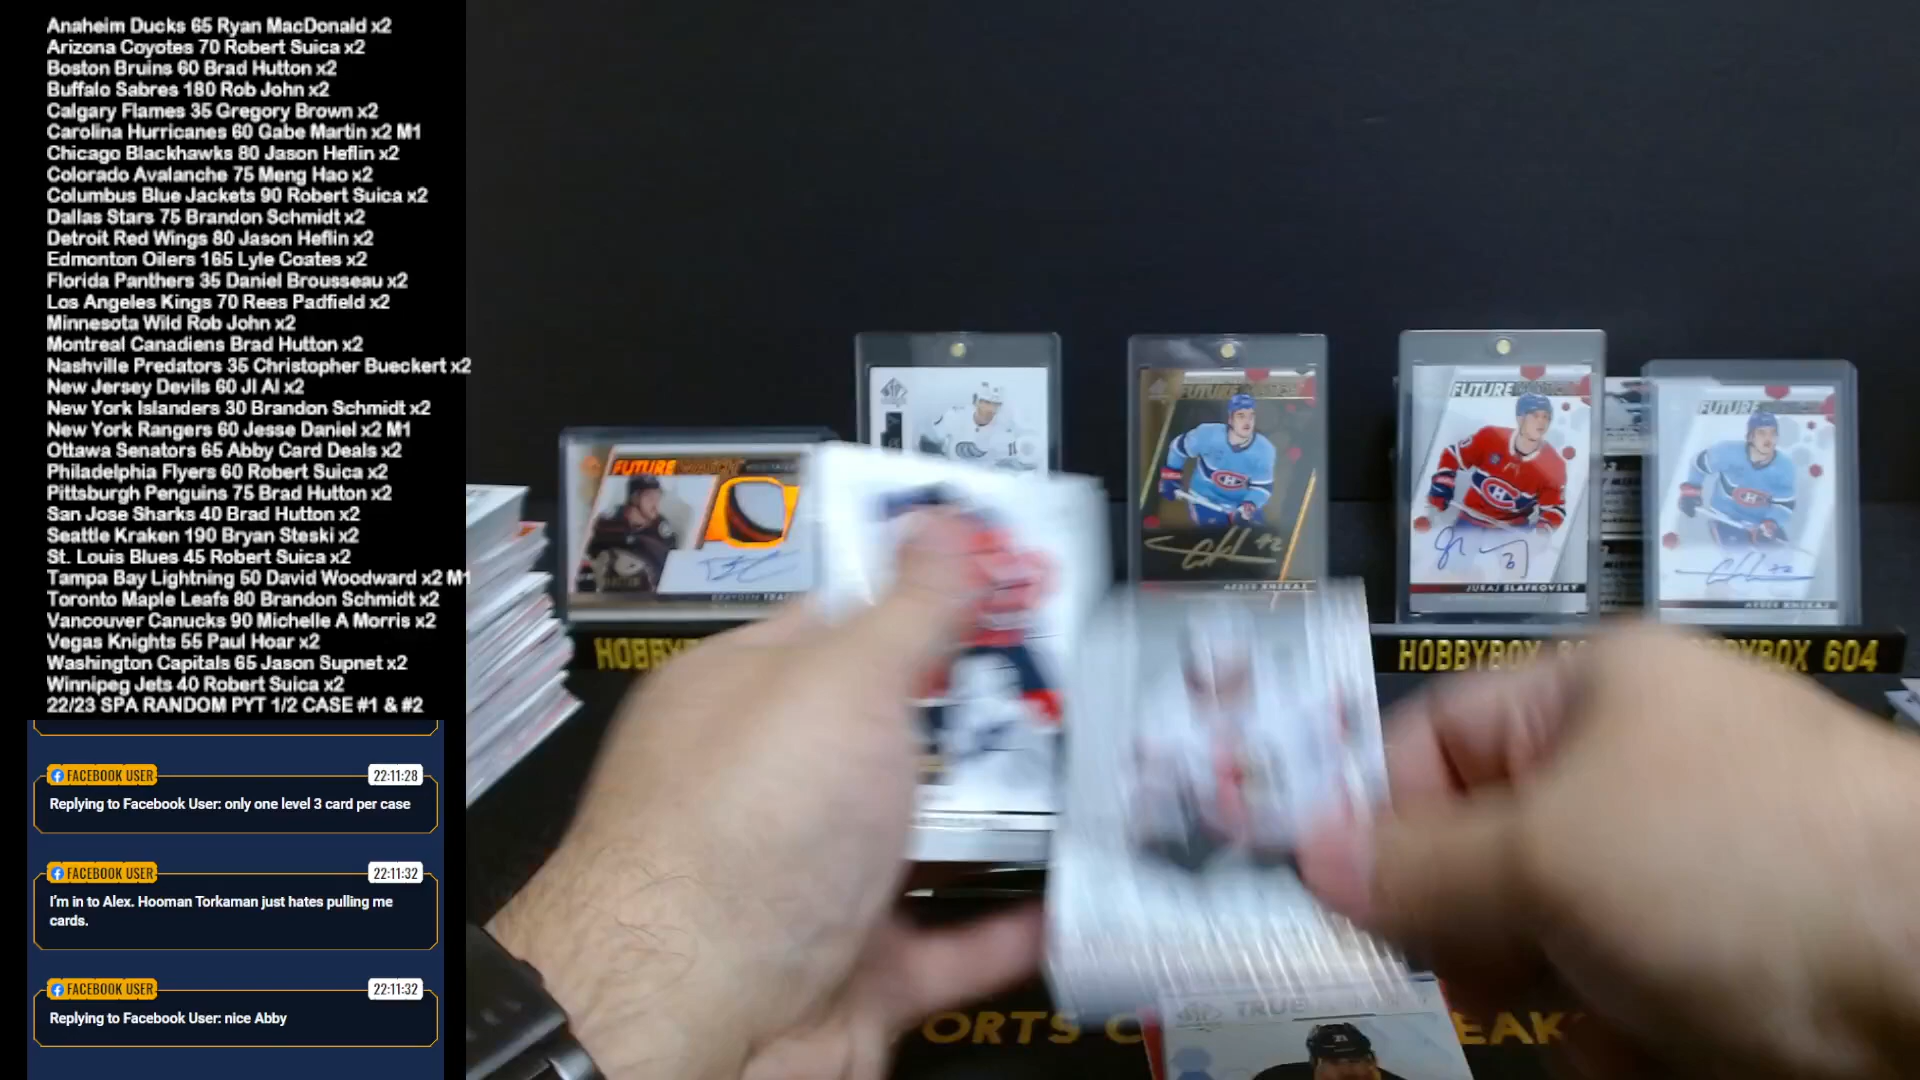 Anaheim Ducks 65 Ryan MacDonald x2
Arizona Coyotes 70 Robert Suica x2
Boston Bruins 60 Brad Hutton x2
Buffalo Sabres 180 Rob John x2
Calgary Flames 35 Gregory Brown x2
Carolina Hurricanes 60 Gabe Martin x2 M1
Chicago Blackhawks 80 Jason Heflin x2
Colorado Avalanche 75 Meng Hao x2
Columbus Blue Jackets 90 Robert Suica x2
Dallas Stars 75 Brandon Schmidt x2
Detroit Red Wings 80 Jason Heflin x2
Edmonton Oilers 165 Lyle Coates x2
Florida Panthers 35 Daniel Brousseau x2
Los Angeles Kings 70 Rees Padfield x2
Minnesota Wild Rob John x2
Montreal Canadiens Brad Hutton x2
Nashville Predators 35 Christopher Bueckert x2
New Jersey Devils 60 JI AI x2
New York Islanders 30 Brandon Schmidt x2
New York Rangers 60 Jesse Daniel x2 M1
Ottawa Senators 65 Abby Card Deals x2
Philadelphia Flyers 60 Robert Suica x2
Pittsburgh Penguins 75 Brad Hutton x2
San Jose Sharks 40 Brad Hutton x2
Seattle Kraken 190 Bryan Steski x2
St. Louis Blues 45 Robert Suica x2
Tampa Bay Lightning 50 David Woodward x2 M1
Toronto Maple Leafs 80 Brandon Schmidt x2
Vancouver Canucks 90 Michelle A Morris x2
Vegas Knights 55 Paul Hoar x2
Washington Capitals 65 Jason Supnet x2
Winnipeg Jets 40 Robert Suica x2
22/23 SPA RANDOM PYT 1/2 CASE #1 & #2
FACEBOOK USER 22:11:28
Replying to Facebook User: only one level 3 card per case
FACEBOOK USER 22:11:32
I'm in to Alex. Hooman Torkaman just hates pulling me
cards.
FACEBOOK USER 22:11:32
Replying to Facebook User: nice Abby
FUTURE WATCH
FUTURE WATCH
ARBER XHEKAJ
FUTURE WATCH
JURAJ SLAFKOVSKY
FUTURE WATCH
ARBER XHEKAJ
HOBBYBOX
604
TRUE